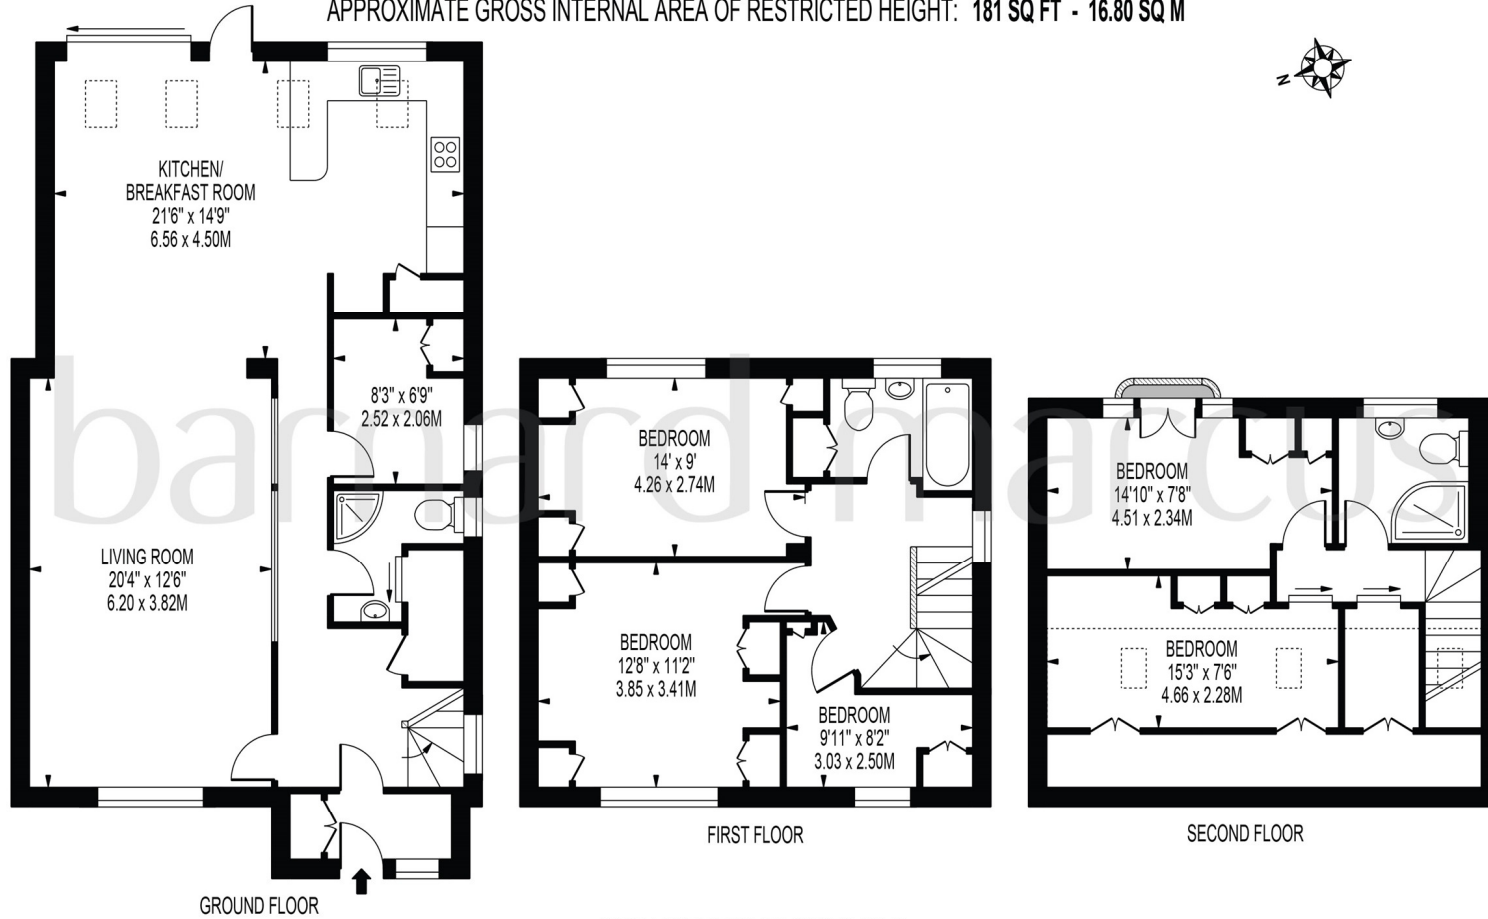 APPROXIMATE GROSS INTERNAL AREA OF RESTRICTED HEIGHT: 181 SQ FT - 16.80 SQ M
N
KITCHEN/
BREAKFAST ROOM
21'6" x 14'9"
6.56 x 4.50M
8'3" x 6'9"
2.52 x 2.06M
LIVING ROOM
20'4" x 12'6"
6.20 x 3.82M
GROUND FLOOR
BEDROOM
14' x 9'
4.26 x 2.74M
BEDROOM
12'8" x 11'2"
3.85 x 3.41M
BEDROOM
9'11" x 8'2"
3.03 x 2.50M
FIRST FLOOR
BEDROOM
14'10" x 7'8"
4.51 x 2.34M
BEDROOM
15'3" x 7'6"
4.66 x 2.28M
SECOND FLOOR
barnard marcus